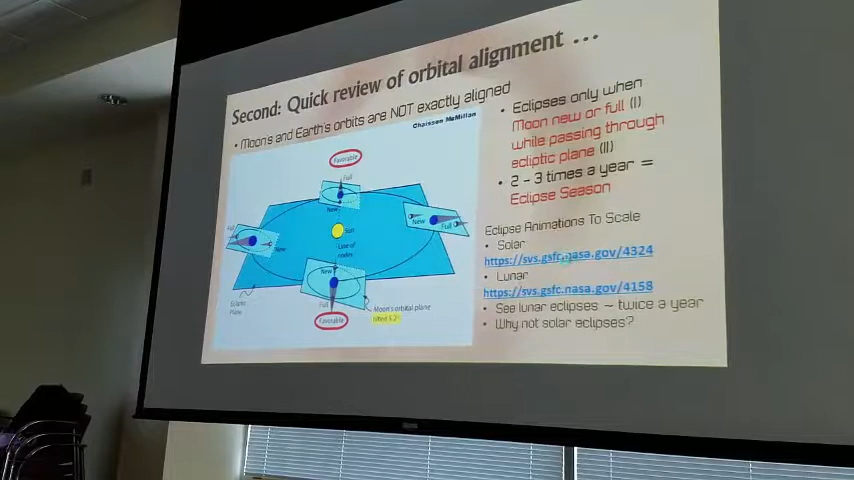 Second: Quick review of orbital alignment ...
• Moon's and Earth's orbits are NOT exactly aligned
Chaisson McMillan
Favorable
Full
New
Full
New
Sun
New
Full
Line of
nodes
New
Full
Favorable
Ecliptic
Plane
Moon's orbital plane
tilted 5.2°
• Eclipses only when
Moon new or full (I)
while passing through
ecliptic plane (II)
• 2 – 3 times a year =
Eclipse Season
Eclipse Animations To Scale
• Solar
https://svs.gsfc.nasa.gov/4324
• Lunar
https://svs.gsfc.nasa.gov/4158
• See lunar eclipses ~ twice a year
• Why not solar eclipses?